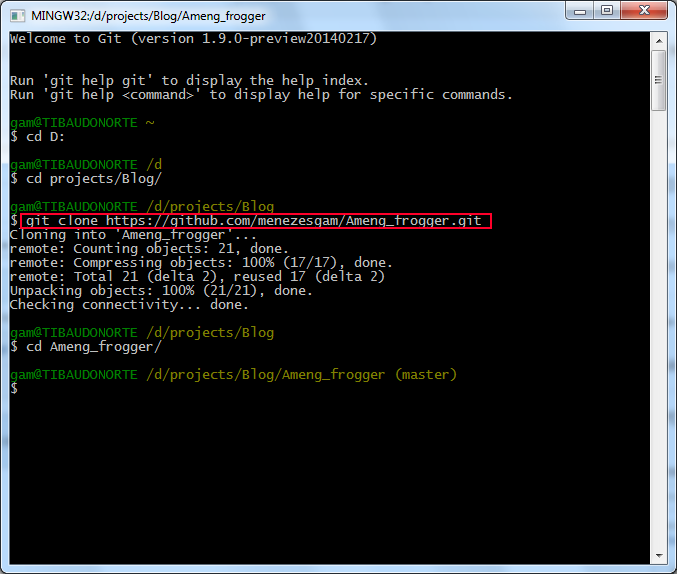 MINGW32:/d/projects/Blog/Ameng_frogger
Welcome to Git (version 1.9.0-preview20140217)
Run 'git help git' to display the help index.
Run 'git help <command>' to display help for specific commands.
gam@TIBAUDONORTE ~
$ cd D:
gam@TIBAUDONORTE /d
$ cd projects/Blog/
gam@TIBAUDONORTE /d/projects/Blog
$ git clone https://github.com/menezesgam/Ameng_frogger.git
Cloning into 'Ameng_frogger'...
remote: Counting objects: 21, done.
remote: Compressing objects: 100% (17/17), done.
remote: Total 21 (delta 2), reused 17 (delta 2)
Unpacking objects: 100% (21/21), done.
Checking connectivity... done.
gam@TIBAUDONORTE /d/projects/Blog
$ cd Ameng_frogger/
gam@TIBAUDONORTE /d/projects/Blog/Ameng_frogger (master)
$